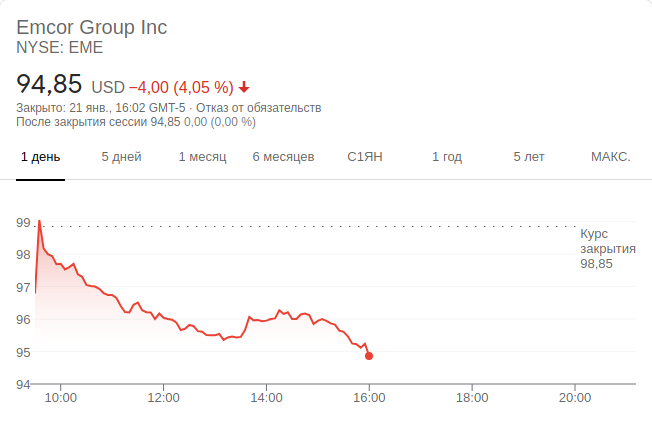 Emcor Group Inc
NYSE: EME
94,85 USD −4,00 (4,05 %)
Закрыто: 21 янв., 16:02 GMT-5 · Отказ от обязательств
После закрытия сессии 94,85 0,00 (0,00 %)
1 день 5 дней 1 месяц 6 месяцев С1ЯН 1 год 5 лет МАКС.
99
Курс
закрытия
98,85
98
97
96
95
94
10:00 12:00 14:00 16:00 18:00 20:00